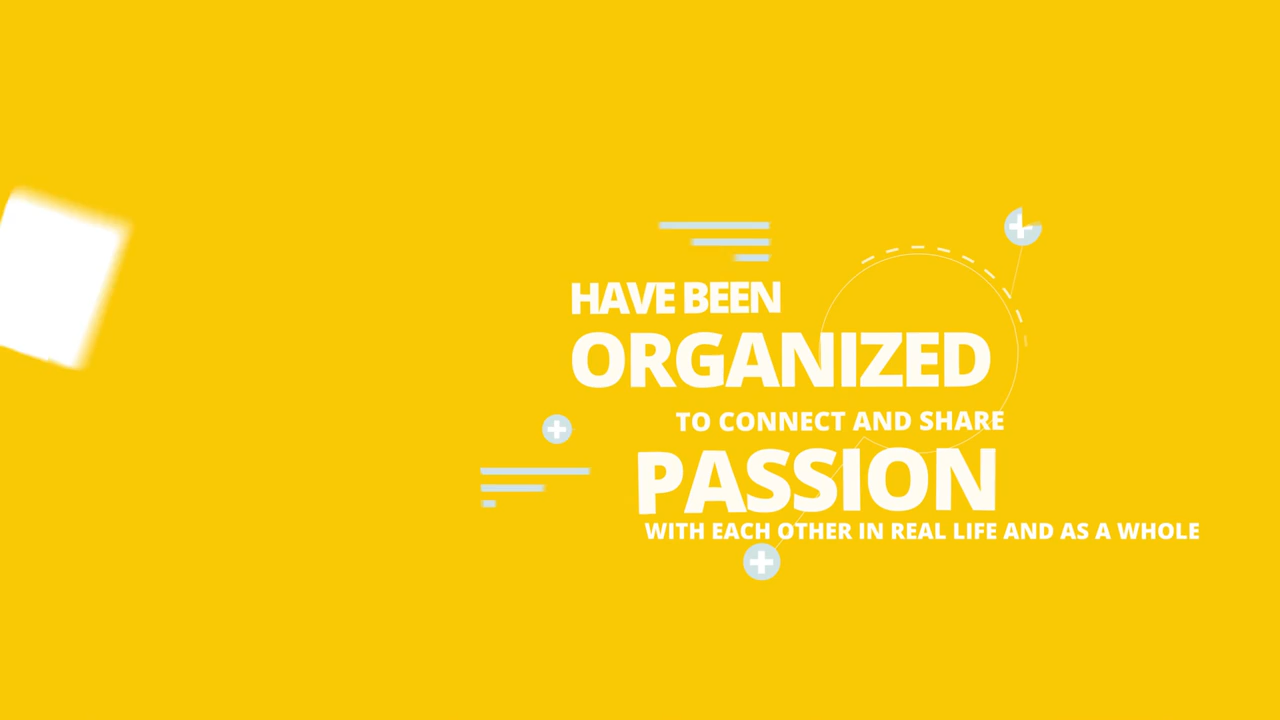 HAVE BEEN
ORGANIZED
TO CONNECT AND SHARE
PASSION
WITH EACH OTHER IN REAL LIFE AND AS A WHOLE